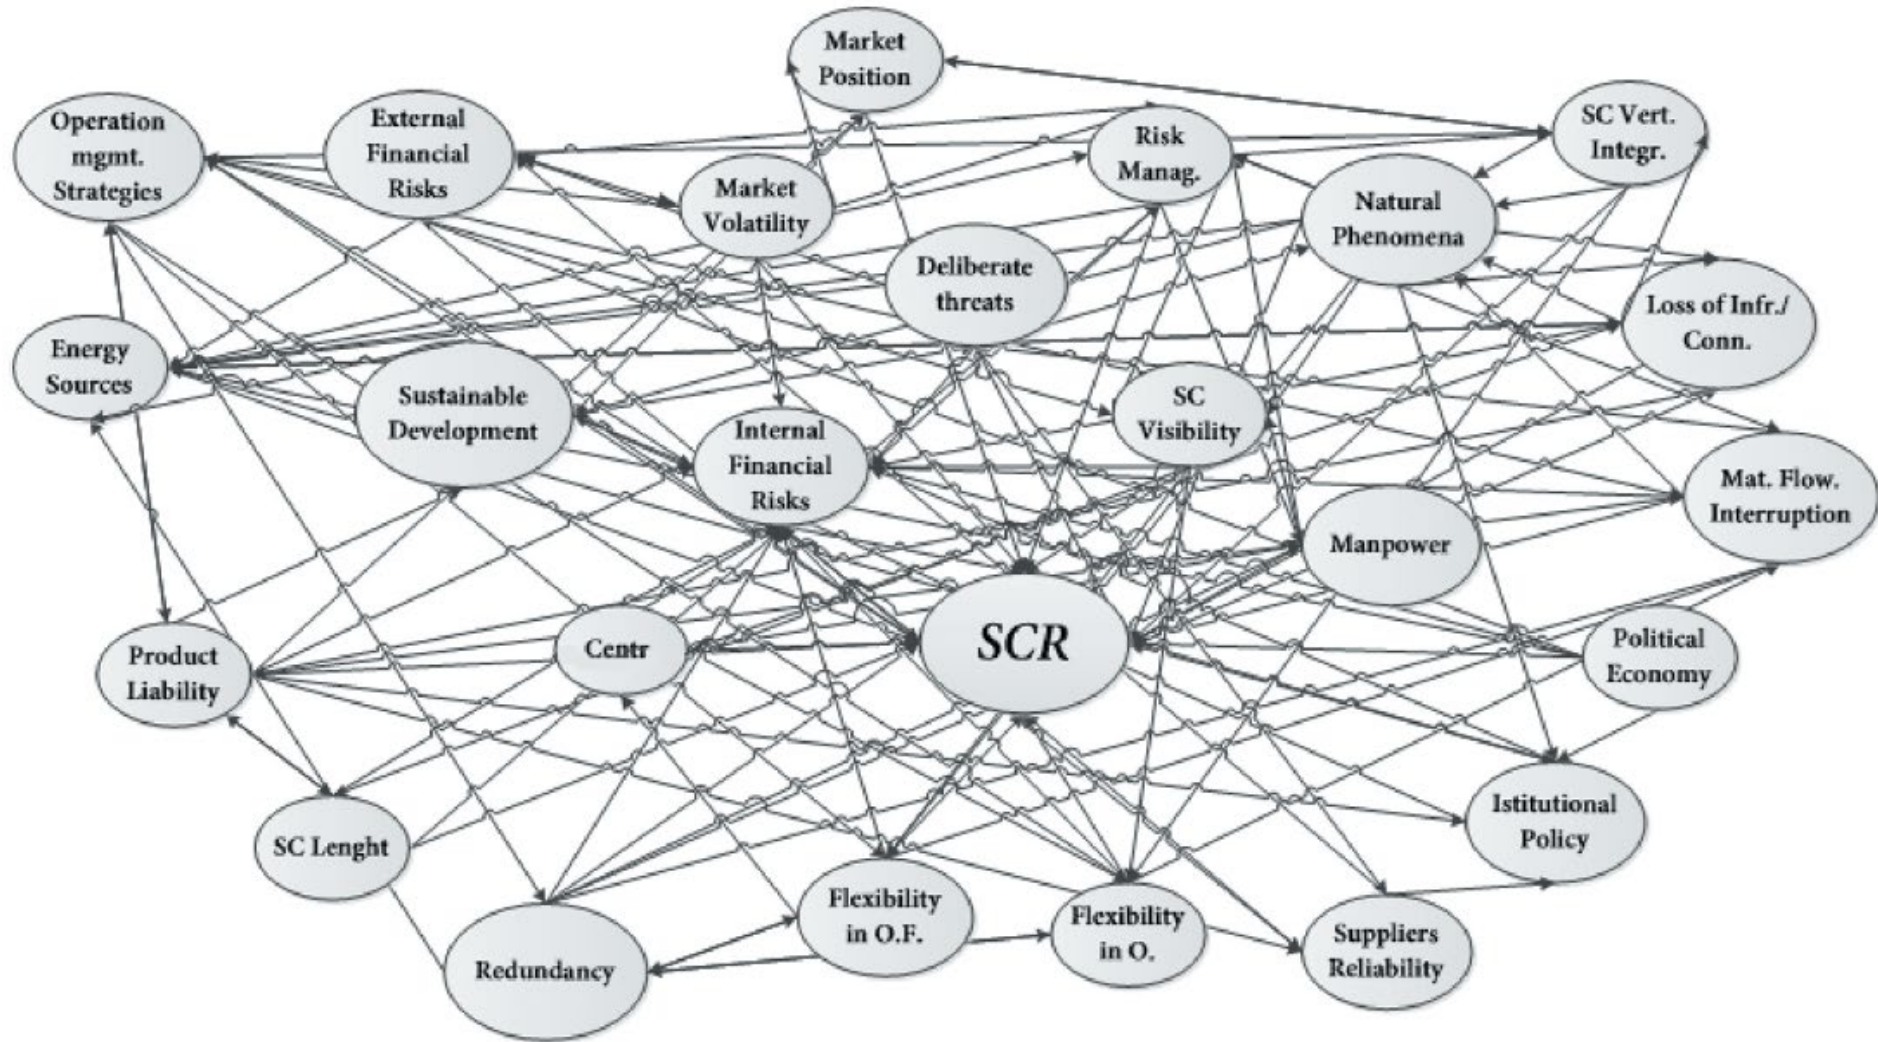 Market
Position
Operation
mgmt.
Strategies
External
Financial
Risks
Market
Volatility
Risk
Manag.
SC Vert.
Integr.
Natural
Phenomena
Deliberate
threats
Loss of Infr./
Conn.
Energy
Sources
Sustainable
Development
Internal
Financial
Risks
SC
Visibility
Mat. Flow.
Interruption
Manpower
Product
Liability
Centr
SCR
Political
Economy
SC Lenght
Redundancy
Flexibility
in O.F.
Flexibility
in O.
Suppliers
Reliability
Istitutional
Policy